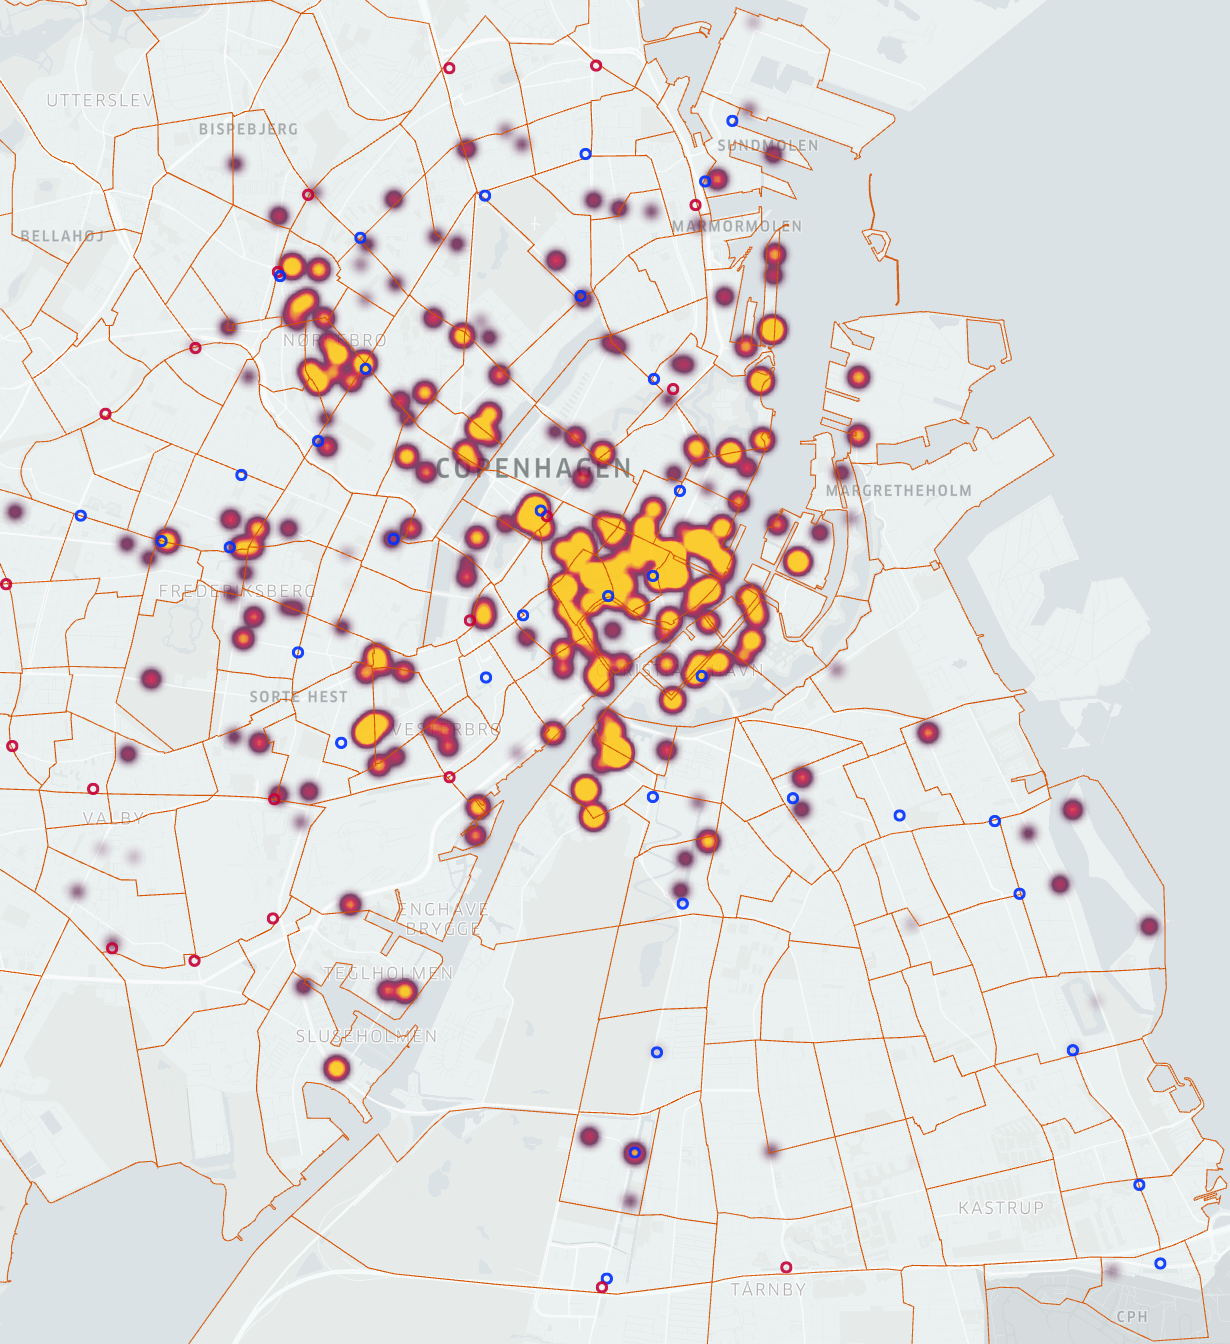 UTTERSLEV
BISPEBJERG
SUNDMOLEN
MARMORMOLEN
BELLAHØJ
NØRREBRO
COPENHAGEN
MARGRETHEHOLM
FREDERIKSBERG
SORTE HEST
VESTERBRO
VALBY
ENGHAVE
BRYGGE
TEGLHOLMEN
SLUSEHOLMEN
KASTRUP
TÅRNBY
CPH